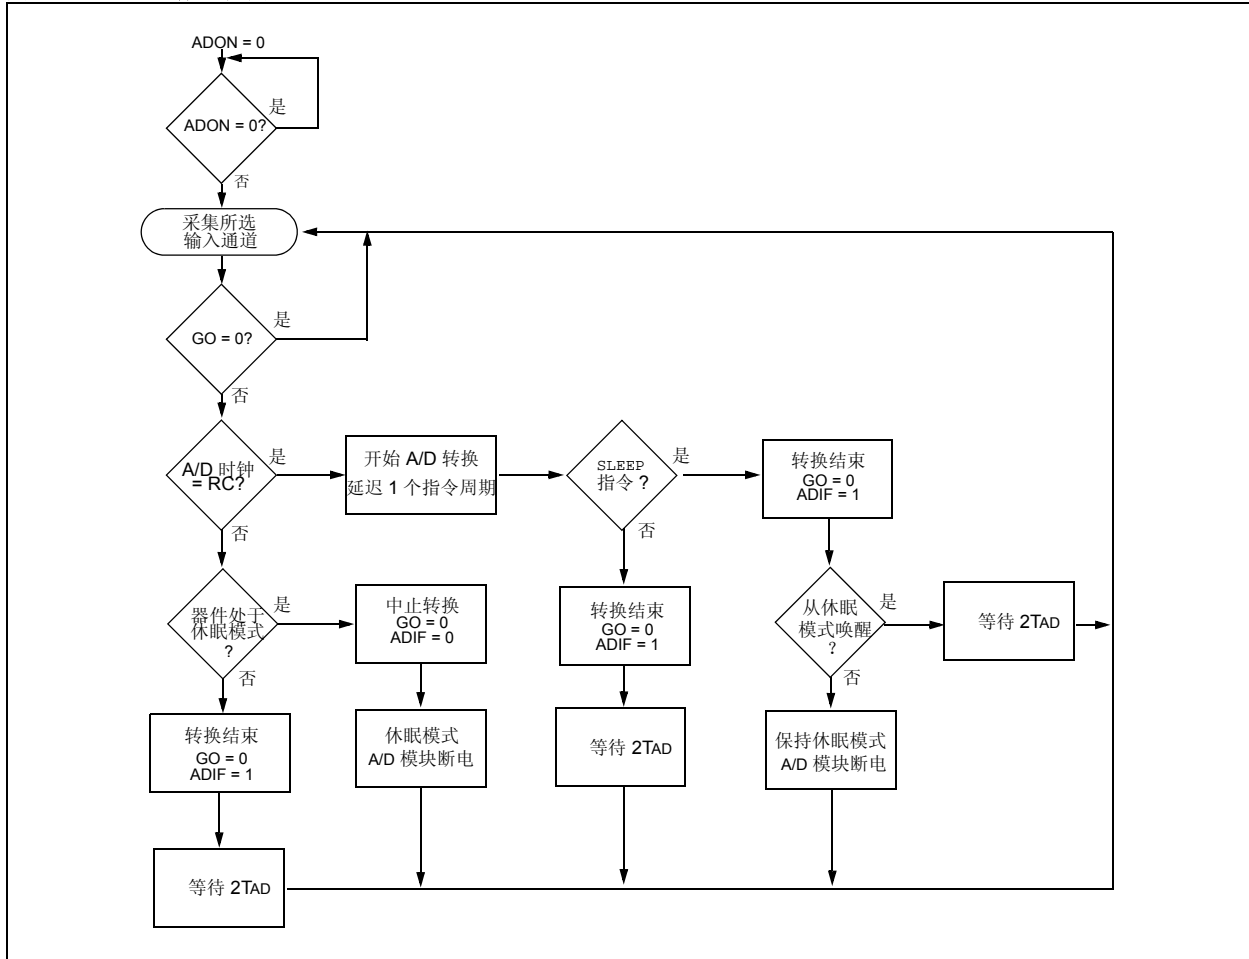 ADON = 0
是
ADON = 0?
否
采集所选
输入通道
是
GO = 0?
否
A/D 时钟
= RC?
是
开始 A/D 转换
延迟 1 个指令周期
SLEEP
指令 ?
是
转换结束
GO = 0
ADIF = 1
否
否
器件处于
休眠模式
?
是
中止转换
GO = 0
ADIF = 0
转换结束
GO = 0
ADIF = 1
从休眠
模式唤醒
?
是
等待 2TAD
否
否
转换结束
GO = 0
ADIF = 1
休眠模式
A/D 模块断电
等待 2TAD
保持休眠模式
A/D 模块断电
等待 2TAD